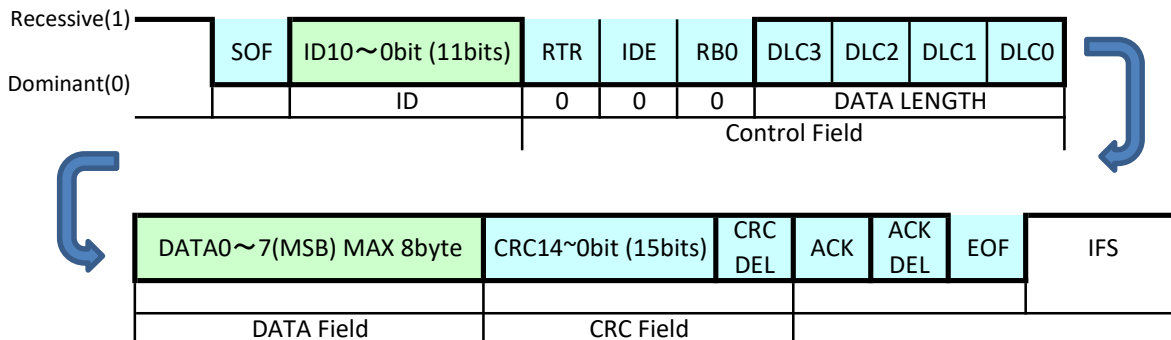 Recessive(1)
SOF ID10～0bit (11bits) RTR IDE RB0 DLC3 DLC2 DLC1 DLC0
Dominant(0)
ID 0 0 0 DATA LENGTH
Control Field
DATA0～7(MSB) MAX 8byte CRC14~0bit (15bits) CRC DEL ACK ACK DEL EOF IFS
DATA Field CRC Field